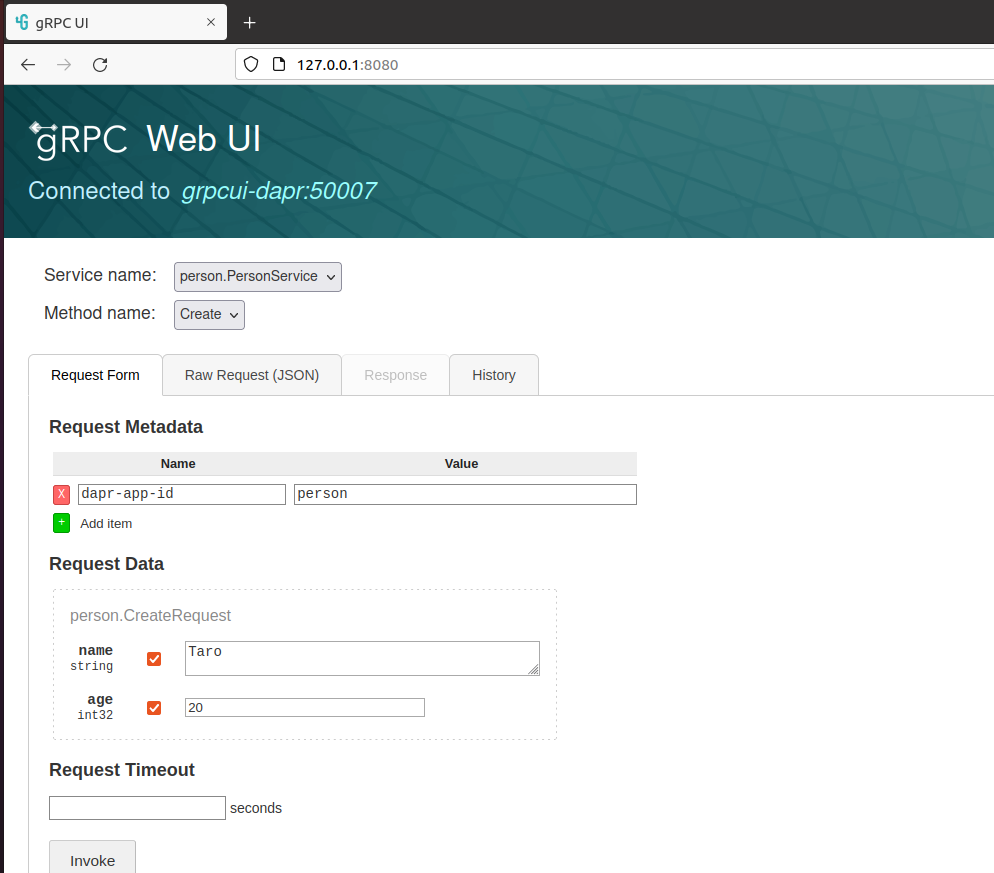 gRPC UI
127.0.0.1:8080
gRPC Web UI
Connected to grpcui-dapr:50007
Service name: person.PersonService
Method name: Create
Request Form Raw Request (JSON) Response History
Request Metadata
Name Value
X dapr-app-id person
+ Add item
Request Data
person.CreateRequest
name Taro
string
age 20
int32
Request Timeout
seconds
Invoke